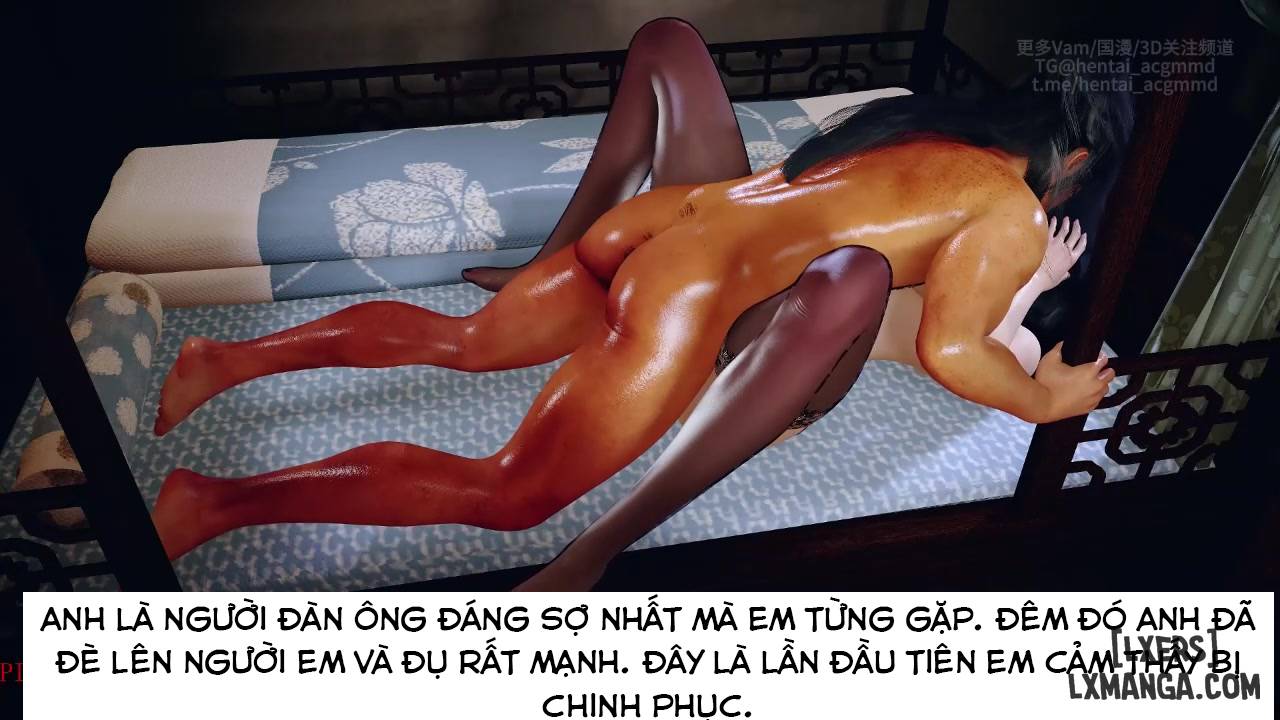 更多Vam/国漫/3D关注频道
TG@hentai_acgmmd
t.me/hentai_acgmmd
ANH LÀ NGƯỜI ĐÀN ÔNG ĐÁNG SỢ NHẤT MÀ EM TỪNG GẶP. ĐÊM ĐÓ ANH ĐÃ
ĐÈ LÊN NGƯỜI EM VÀ ĐỤ RẤT MẠNH. ĐÂY LÀ LẦN ĐẦU TIÊN EM CẢM THẤY BỊ
CHINH PHỤC.
[LXERS]
LXMANGA.COM